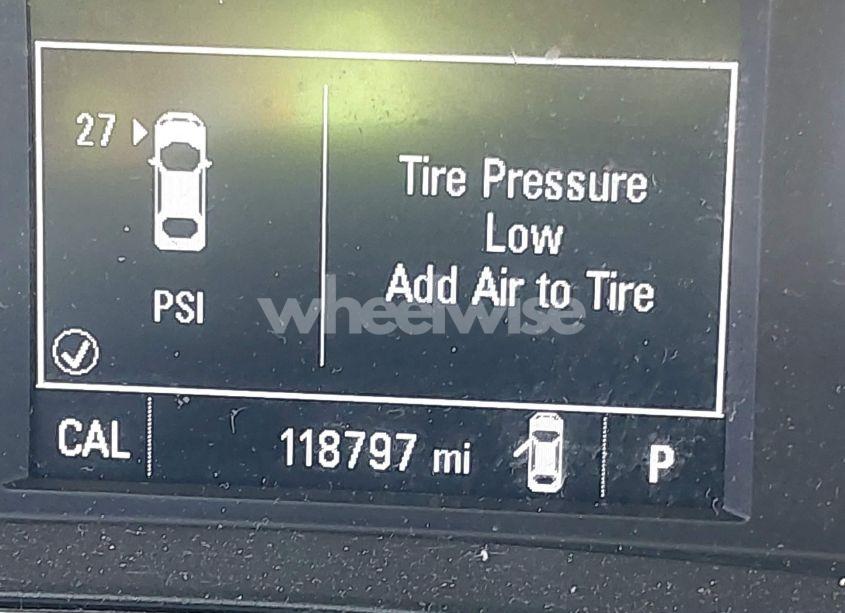 27
PSI
Tire Pressure
Low
Add Air to Tire
wheelwise
CAL
118797 mi
P